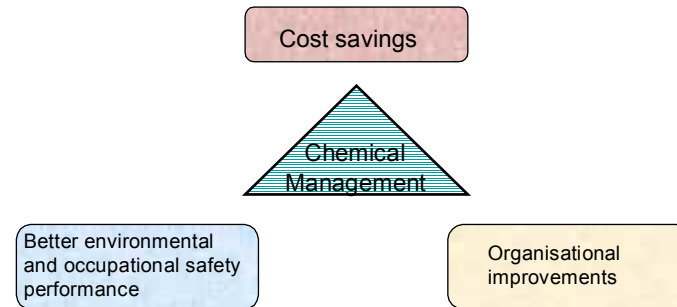 Cost savings
Chemical
Management
Better environmental
and occupational safety
performance
Organisational
improvements